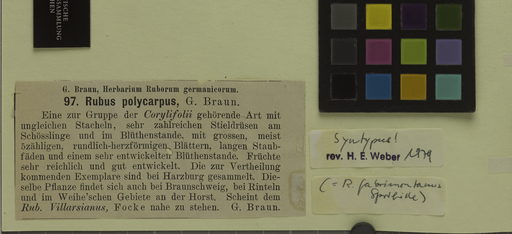 TISCHE
SAMMLUNG
HEN
G. Braun, Herbarium Ruborum germanicorum.
97. Rubus polycarpus, G. Braun.
Eine zur Gruppe der Corylifolii gehörende Art mit
ungleichen Stacheln, sehr zahlreichen Stieldrüsen am
Schösslinge und im Blüthenstande, mit grossen, meist
5zähligen, rundlich-herzförmigen, Blättern, langen Staub-
fäden und einem sehr entwickelten Blüthenstande. Früchte
sehr reichlich und gut entwickelt. Die zur Vertheilung
kommenden Exemplare sind bei Harzburg gesammelt. Die-
selbe Pflanze findet sich auch bei Braunschweig, bei Rinteln
und im Weihe'schen Gebiete an der Horst. Scheint dem
Rub. Villarsianus, Focke nahe zu stehen. G. Braun.
Syntypus!
rev. H. E. Weber 1979
(= R.